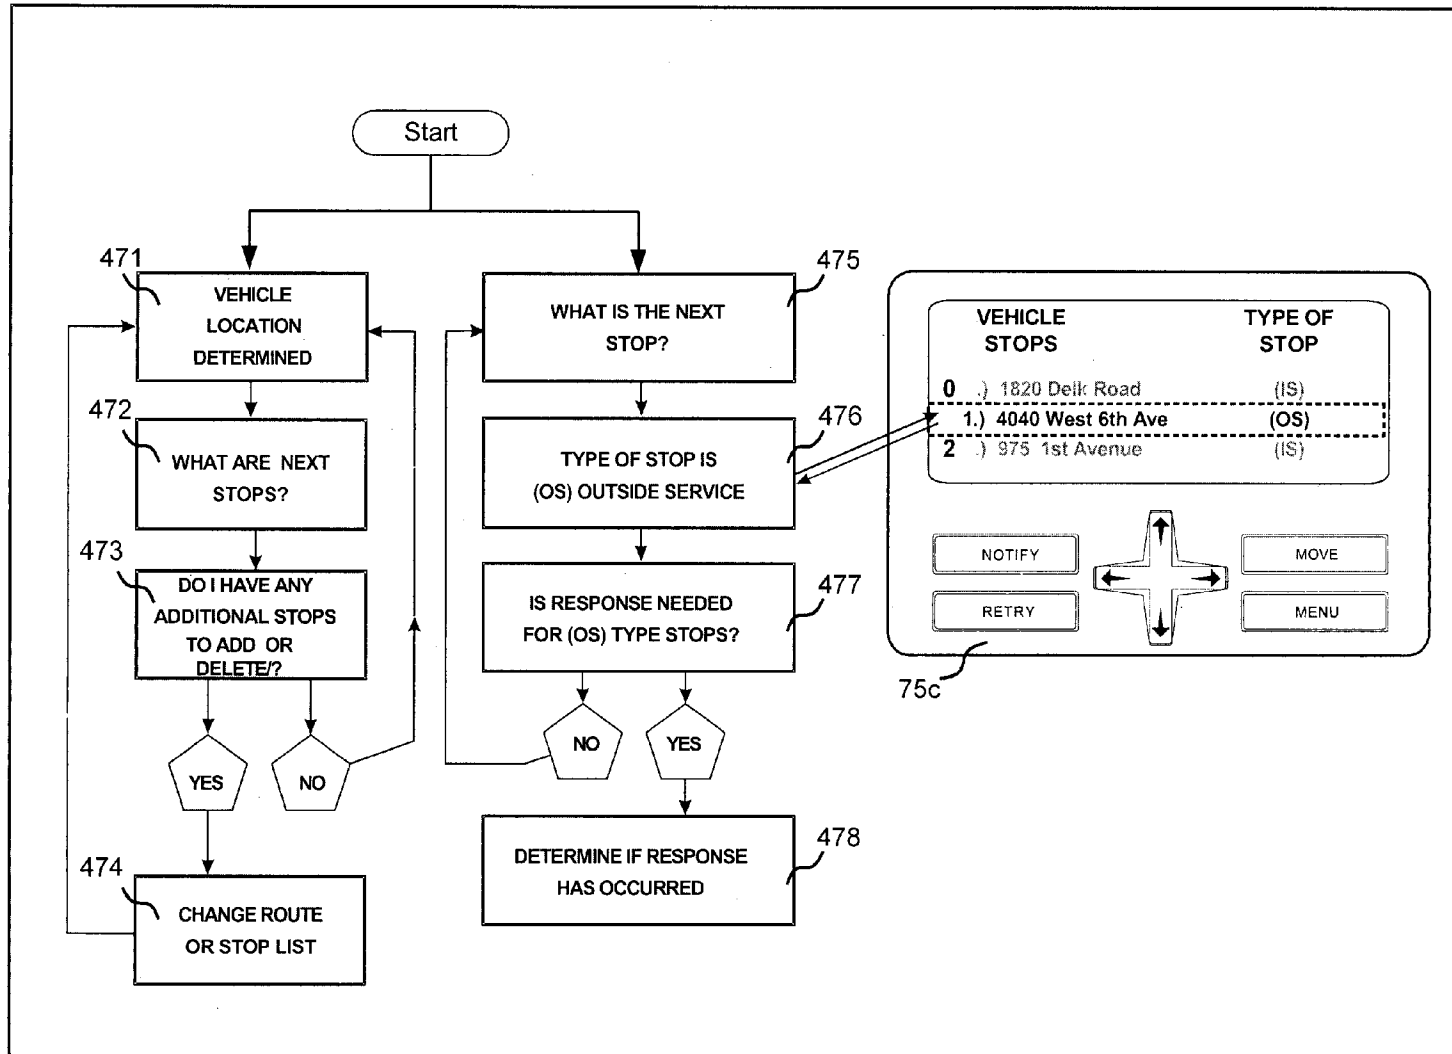 Start
471
VEHICLE
LOCATION
DETERMINED
472
WHAT ARE NEXT
STOPS?
473
DO I HAVE ANY
ADDITIONAL STOPS
TO ADD OR
DELETE/?
YES
NO
474
CHANGE ROUTE
OR STOP LIST
475
WHAT IS THE NEXT
STOP?
476
TYPE OF STOP IS
(OS) OUTSIDE SERVICE
477
IS RESPONSE NEEDED
FOR (OS) TYPE STOPS?
NO
YES
478
DETERMINE IF RESPONSE
HAS OCCURRED
VEHICLE STOPS
TYPE OF STOP
0 .) 1820 Delk Road (IS)
1.) 4040 West 6th Ave (OS)
2 .) 975 1st Avenue (IS)
NOTIFY
MOVE
RETRY
MENU
75c